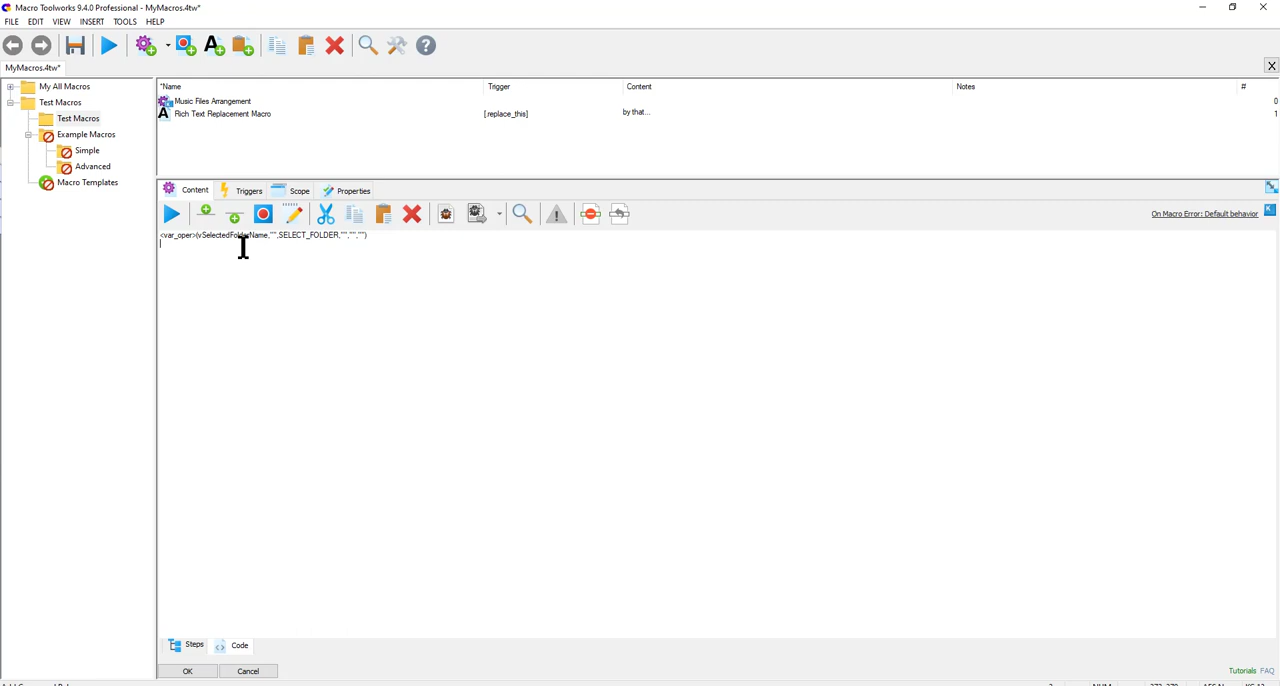 Macro Toolworks 9.4.0 Professional - MyMacros.4tw*
FILE EDIT VIEW INSERT TOOLS HELP
MyMacros.4tw*
My All Macros
Test Macros
Test Macros
Example Macros
Simple
Advanced
Macro Templates
*Name Trigger Content Notes #
Music Files Arrangement 0
Rich Text Replacement Macro [.replace_this] by that... 1
Content Triggers Scope Properties
On Macro Error: Default behavior
<var_oper>(vSelectedFolderName,"",SELECT_FOLDER,"","","")
Steps Code
OK Cancel
Tutorials FAQ